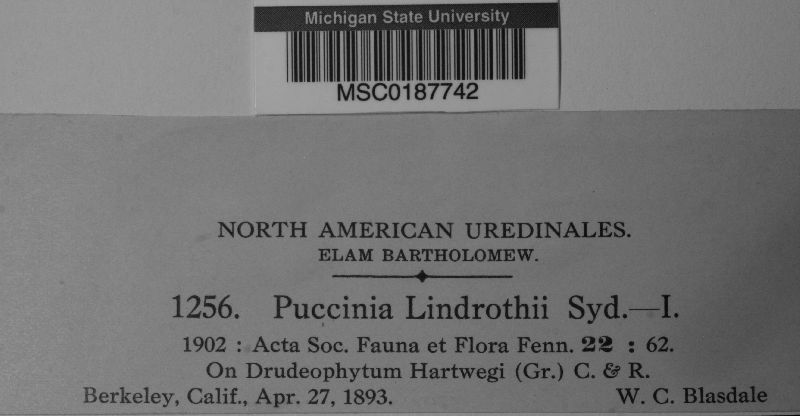 Michigan State University
MSC0187742
NORTH AMERICAN UREDINALES.
ELAM BARTHOLOMEW.
1256. Puccinia Lindrothii Syd.—I.
1902 : Acta Soc. Fauna et Flora Fenn. 22 : 62.
On Drudeophytum Hartwegi (Gr.) C. & R.
Berkeley, Calif., Apr. 27, 1893. W. C. Blasdale